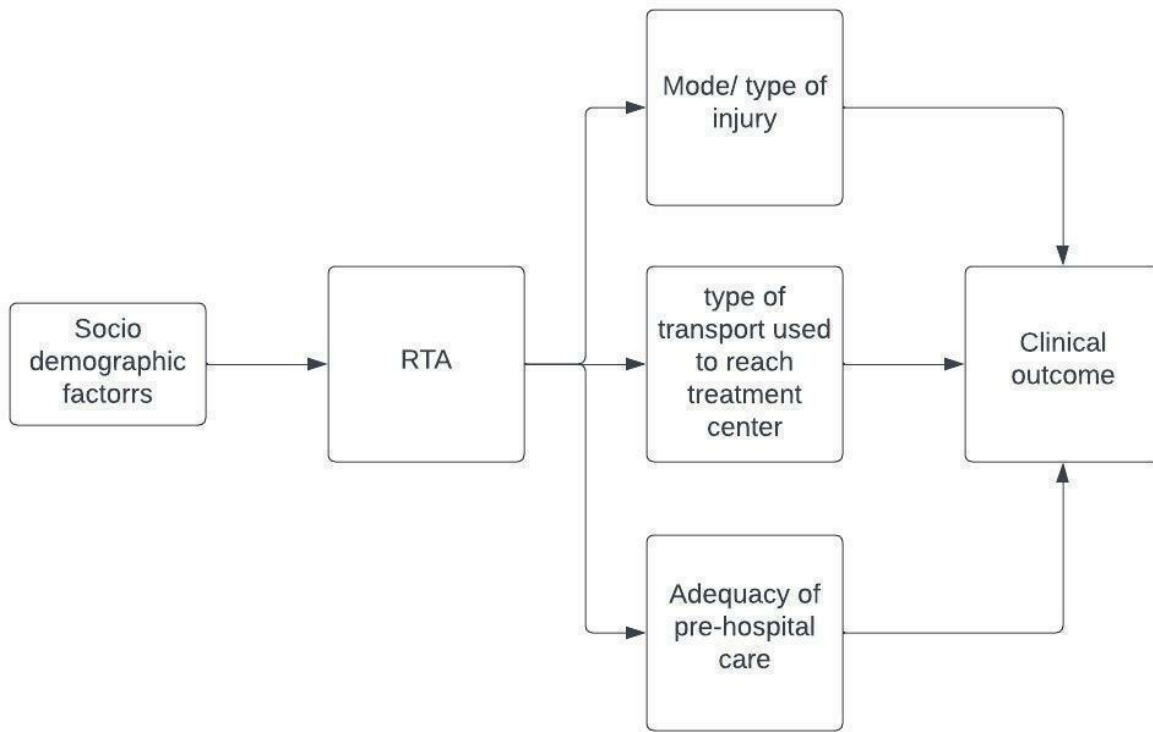 Mode/ type of
injury
Socio
demographic
factorrs
RTA
type of
transport used
to reach
treatment
center
Clinical
outcome
Adequacy of
pre-hospital
care